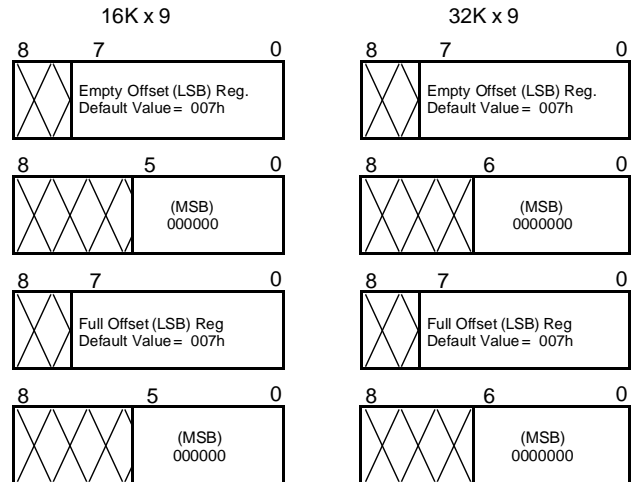 16K x 9
32K x 9
8 7 0
Empty Offset (LSB) Reg.
Default Value = 007h
8 7 0
Empty Offset (LSB) Reg.
Default Value = 007h
8 5 0
(MSB)
000000
8 6 0
(MSB)
0000000
8 7 0
Full Offset (LSB) Reg
Default Value = 007h
8 7 0
Full Offset (LSB) Reg
Default Value = 007h
8 5 0
(MSB)
000000
8 6 0
(MSB)
0000000